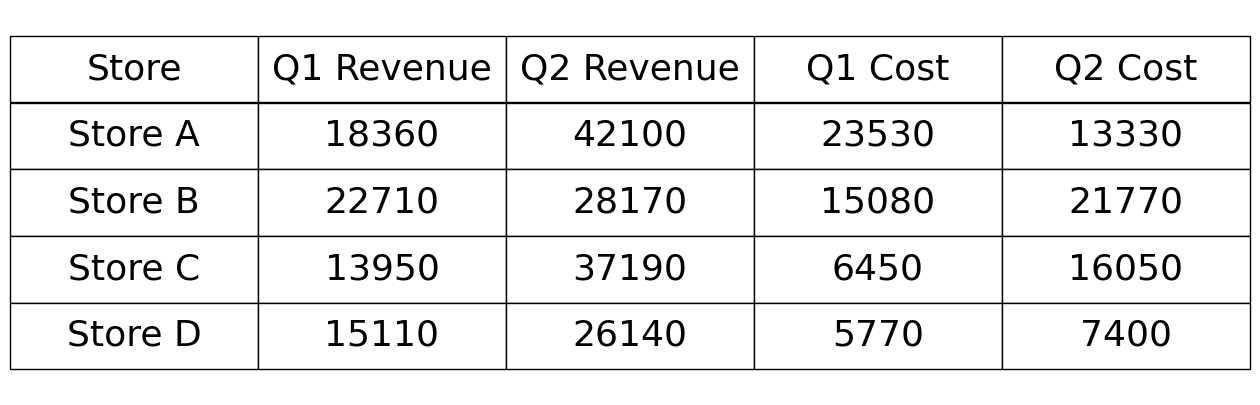 Store Q1 Revenue Q2 Revenue Q1 Cost Q2 Cost
Store A 18360 42100 23530 13330
Store B 22710 28170 15080 21770
Store C 13950 37190 6450 16050
Store D 15110 26140 5770 7400